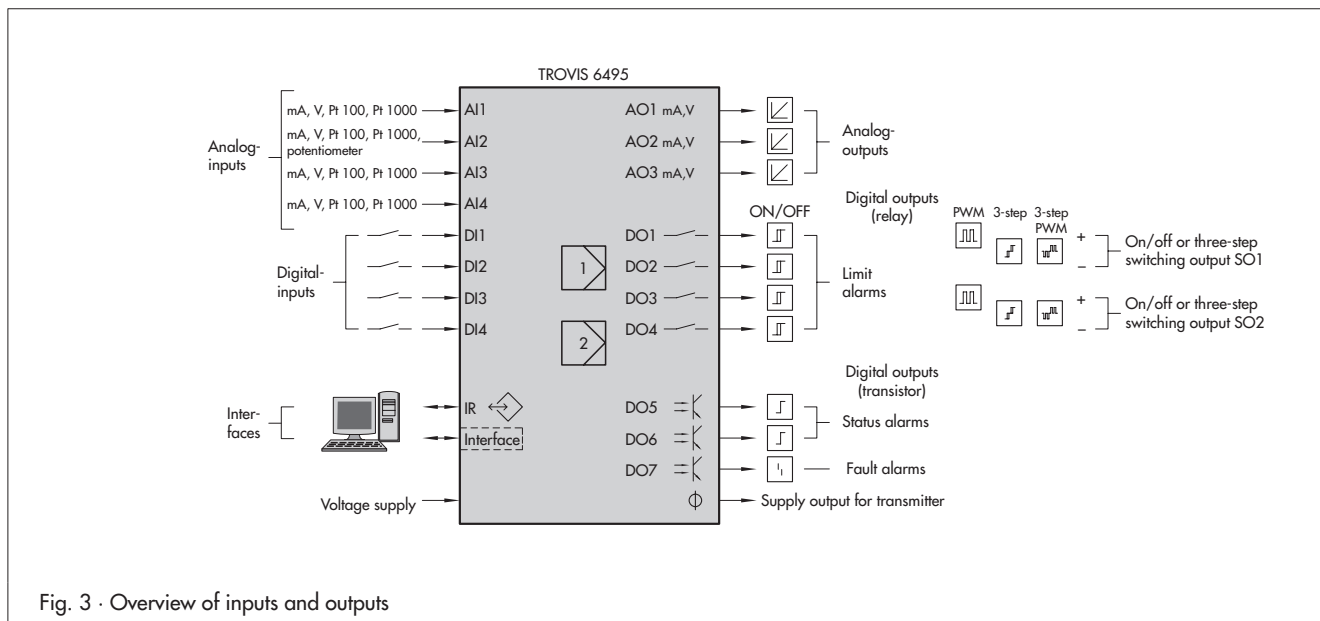 TROVIS 6495
Analog-
inputs
mA, V, Pt 100, Pt 1000
AI1
mA, V, Pt 100, Pt 1000,
potentiometer
AI2
mA, V, Pt 100, Pt 1000
AI3
mA, V, Pt 100, Pt 1000
AI4
Digital-
inputs
DI1
DI2
DI3
DI4
Inter-
faces
IR
Interface
Voltage supply
1
2
AO1 mA,V
AO2 mA,V
AO3 mA,V
Analog-
outputs
ON/OFF
Digital outputs
(relay)
DO1
DO2
DO3
DO4
Limit
alarms
PWM
3-step
3-step
PWM
+
–
On/off or three-step
switching output SO1
+
–
On/off or three-step
switching output SO2
Digital outputs
(transistor)
DO5
DO6
Status alarms
DO7
Fault alarms
Supply output for transmitter
Fig. 3 · Overview of inputs and outputs